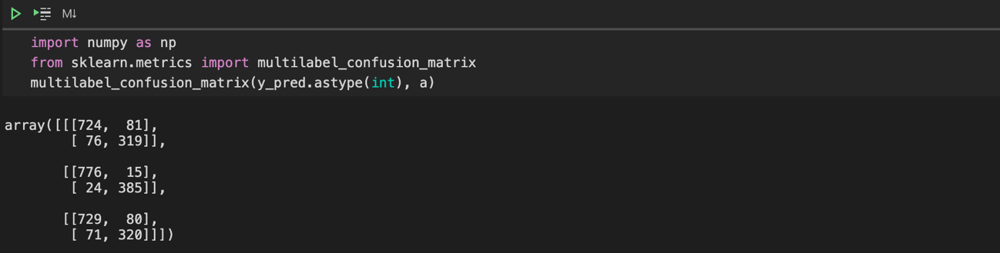 M↓
import numpy as np
from sklearn.metrics import multilabel_confusion_matrix
multilabel_confusion_matrix(y_pred.astype(int), a)
array([[[724,  81],
        [ 76, 319]],

       [[776,  15],
        [ 24, 385]],

       [[729,  80],
        [ 71, 320]]])